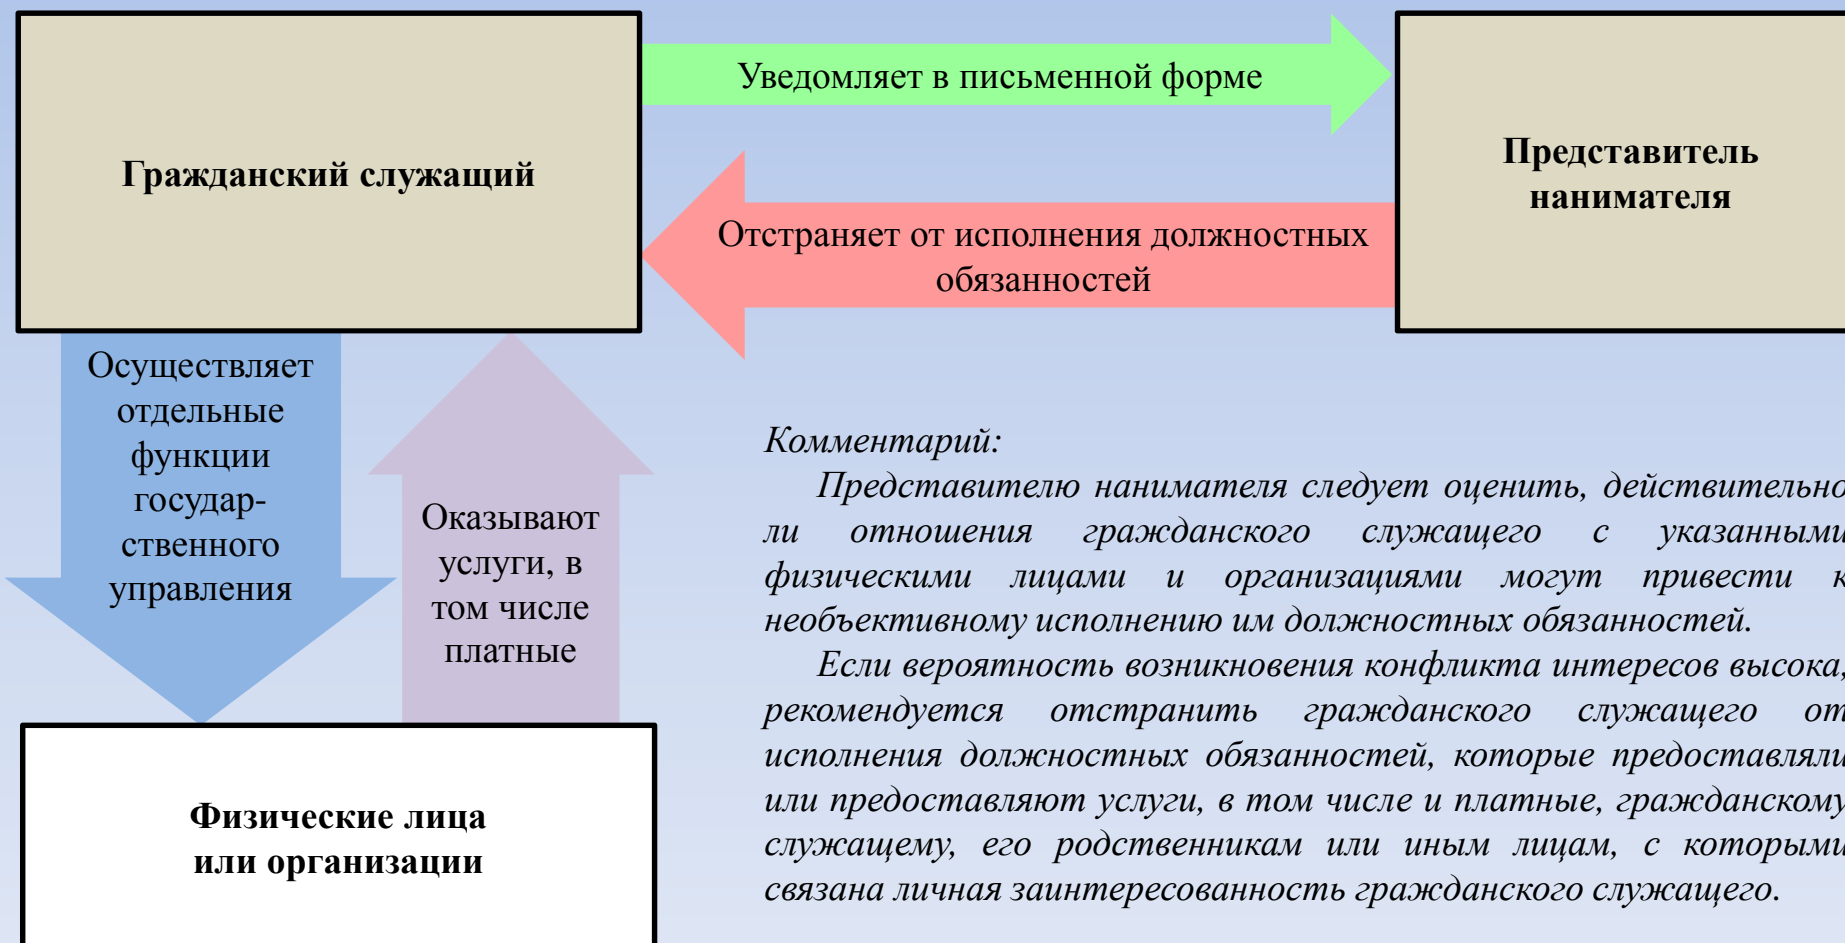 Гражданский служащий
Уведомляет в письменной форме
Представитель
нанимателя
Отстраняет от исполнения должностных
обязанностей
Осуществляет
отдельные
функции
государ-
ственного
управления
Оказывают
услуги, в
том числе
платные
Физические лица
или организации
Комментарий:
Представителю нанимателя следует оценить, действительно
ли отношения гражданского служащего с указанными
физическими лицами и организациями могут привести к
необъективному исполнению им должностных обязанностей.
Если вероятность возникновения конфликта интересов высока,
рекомендуется отстранить гражданского служащего от
исполнения должностных обязанностей, которые предоставляли
или предоставляют услуги, в том числе и платные, гражданскому
служащему, его родственникам или иным лицам, с которыми
связана личная заинтересованность гражданского служащего.